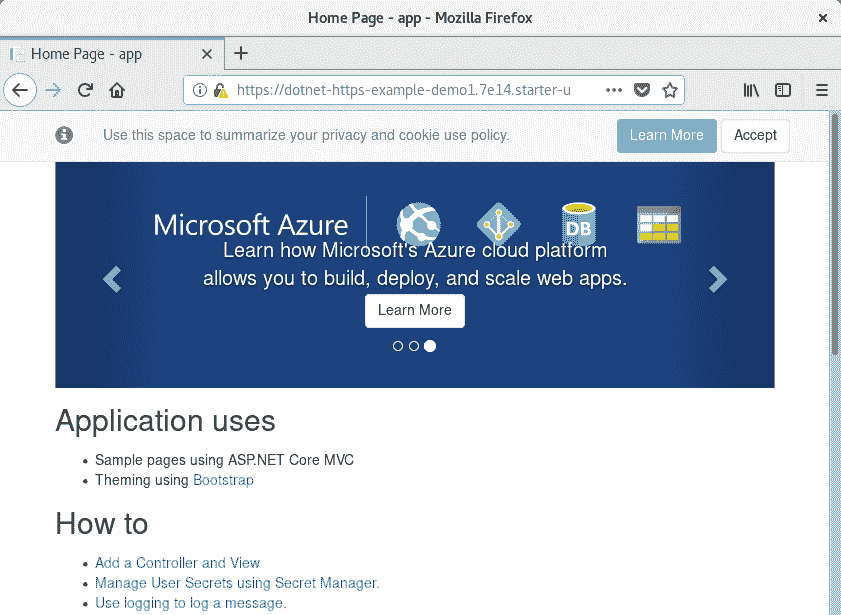 Home Page - app - Mozilla Firefox
Home Page - app
https://dotnet-https-example-demo1.7e14.starter-u
Use this space to summarize your privacy and cookie use policy.
Learn More
Accept
Microsoft Azure
DB
Learn how Microsoft's Azure cloud platform
allows you to build, deploy, and scale web apps.
Learn More
Application uses
• Sample pages using ASP.NET Core MVC
• Theming using Bootstrap
How to
• Add a Controller and View
• Manage User Secrets using Secret Manager.
• Use logging to log a message.